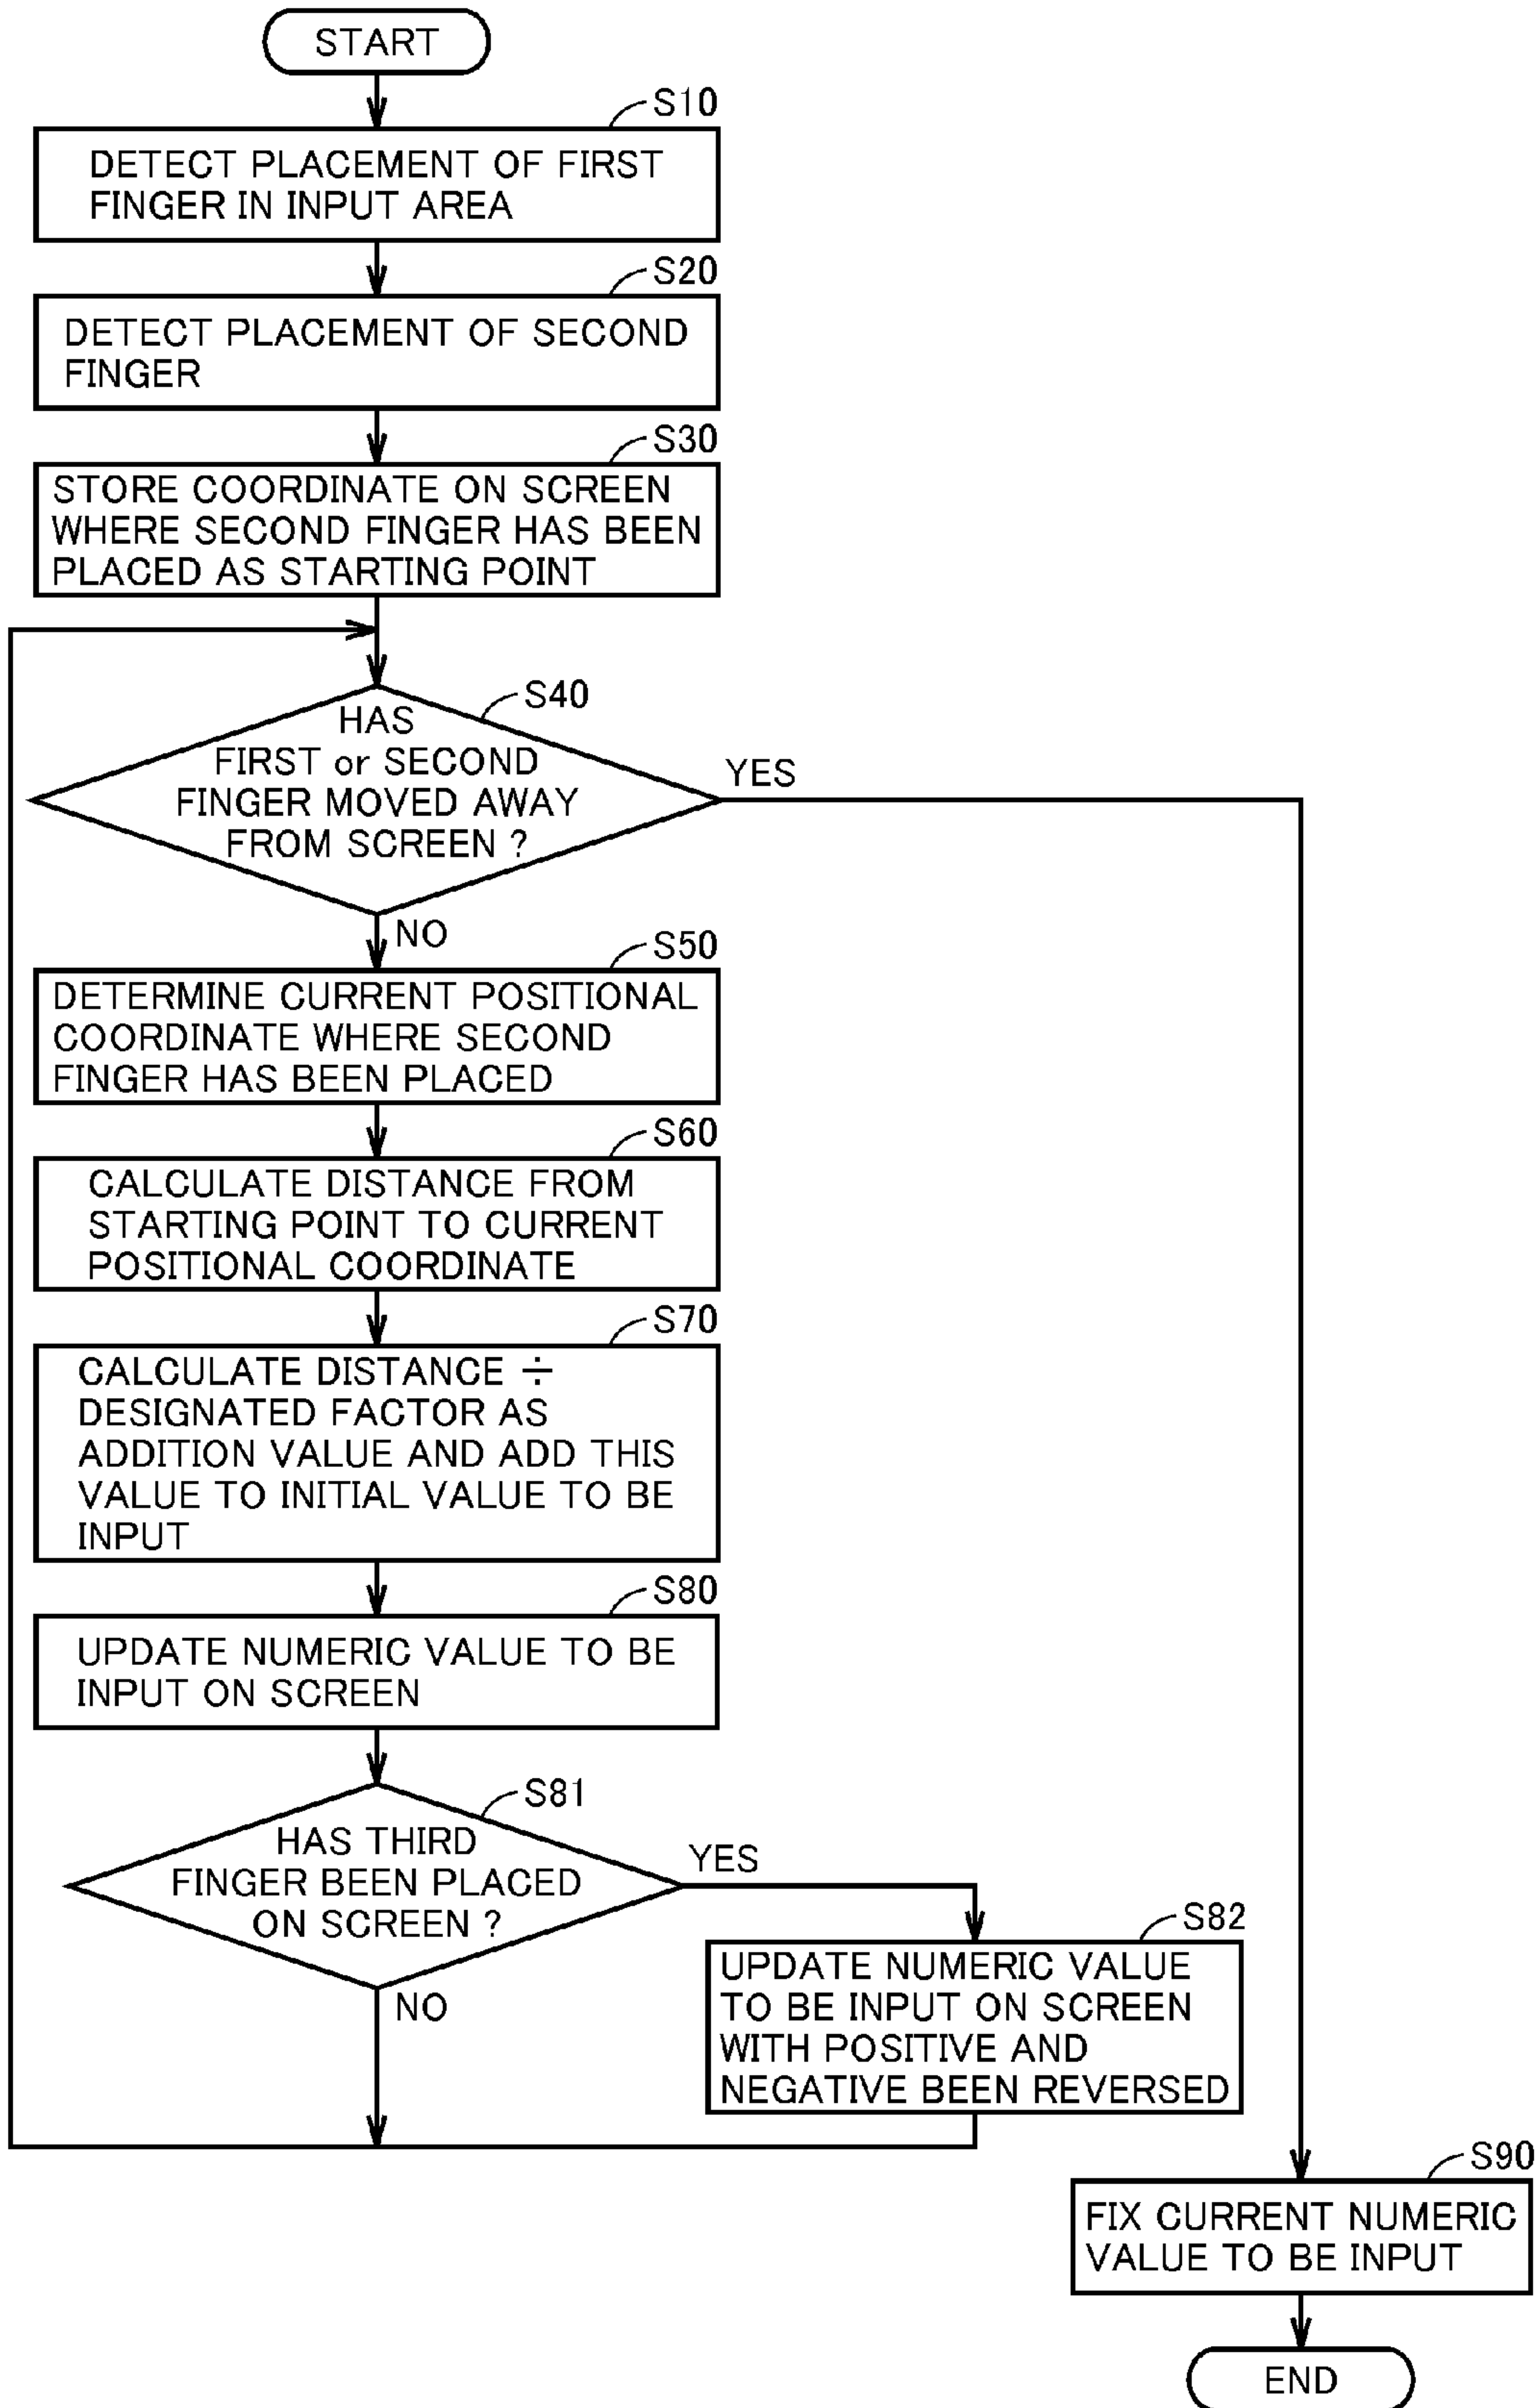 START
S10
DETECT PLACEMENT OF FIRST
FINGER IN INPUT AREA
S20
DETECT PLACEMENT OF SECOND
FINGER
S30
STORE COORDINATE ON SCREEN
WHERE SECOND FINGER HAS BEEN
PLACED AS STARTING POINT
S40
HAS
FIRST or SECOND
FINGER MOVED AWAY
FROM SCREEN ?
YES
NO
S50
DETERMINE CURRENT POSITIONAL
COORDINATE WHERE SECOND
FINGER HAS BEEN PLACED
S60
CALCULATE DISTANCE FROM
STARTING POINT TO CURRENT
POSITIONAL COORDINATE
S70
CALCULATE DISTANCE ÷
DESIGNATED FACTOR AS
ADDITION VALUE AND ADD THIS
VALUE TO INITIAL VALUE TO BE
INPUT
S80
UPDATE NUMERIC VALUE TO BE
INPUT ON SCREEN
S81
HAS THIRD
FINGER BEEN PLACED
ON SCREEN ?
YES
NO
S82
UPDATE NUMERIC VALUE
TO BE INPUT ON SCREEN
WITH POSITIVE AND
NEGATIVE BEEN REVERSED
S90
FIX CURRENT NUMERIC
VALUE TO BE INPUT
END